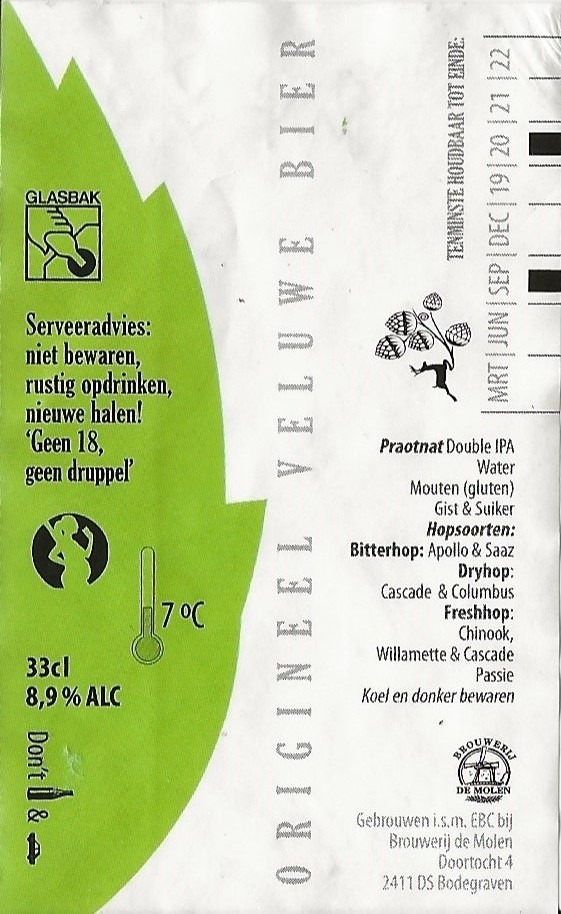 GLASBAK
Serveeradvies:
niet bewaren,
rustig opdrinken,
nieuwe halen!
'Geen 18,
geen druppel'
7 ºC
33cl
8,9 % ALC
Don't &
ORIGINEEL VELUWE BIER
TENMINSTE HOUDBAAR TOT EINDE:
MRT | JUN | SEP | DEC | 19 | 20 | 21 | 22
Praotnat Double IPA
Water
Mouten (gluten)
Gist & Suiker
Hopsoorten:
Bitterhop: Apollo & Saaz
Dryhop:
Cascade & Columbus
Freshhop:
Chinook,
Willamette & Cascade
Passie
Koel en donker bewaren
BROUWERIJ
DE MOLEN
Gebrouwen i.s.m. EBC bij
Brouwerij de Molen
Doortocht 4
2411 DS Bodegraven